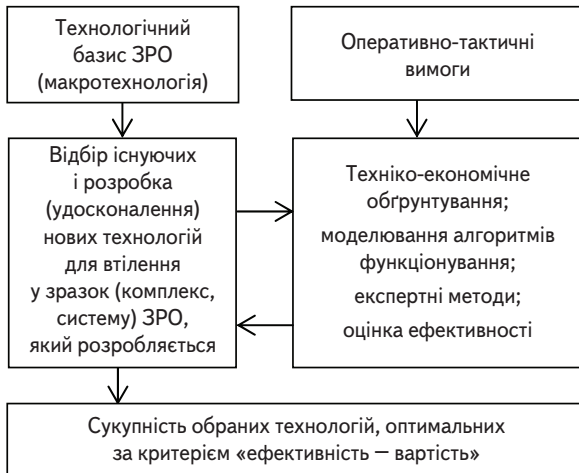 Технологічний
базис ЗРО
(макротехнологія)
Оперативно-тактичні
вимоги
Відбір існуючих
і розробка
(удосконалення)
нових технологій
для втілення
у зразок (комплекс,
систему) ЗРО,
який розробляється
Техніко-економічне
обґрунтування;
моделювання алгоритмів
функціонування;
експертні методи;
оцінка ефективності
Сукупність обраних технологій, оптимальних
за критерієм «ефективність — вартість»